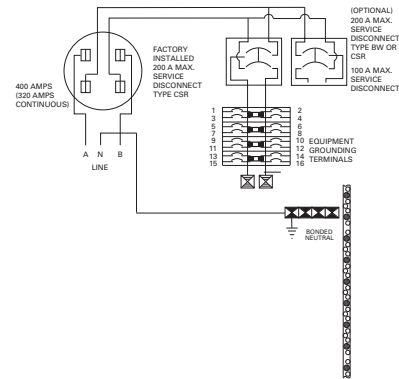 (OPTIONAL)
200 A MAX.
SERVICE
DISCONNECT
TYPE BW OR
CSR
100 A MAX.
SERVICE
DISCONNECT
FACTORY
INSTALLED
200 A MAX.
SERVICE
DISCONNECT
TYPE CSR
400 AMPS
(320 AMPS
CONTINUOUS)
A N B
LINE
1 2
3 4
5 6
7 8
9 10
11 12
13 14
15 16
EQUIPMENT
GROUNDING
TERMINALS
BONDED
NEUTRAL